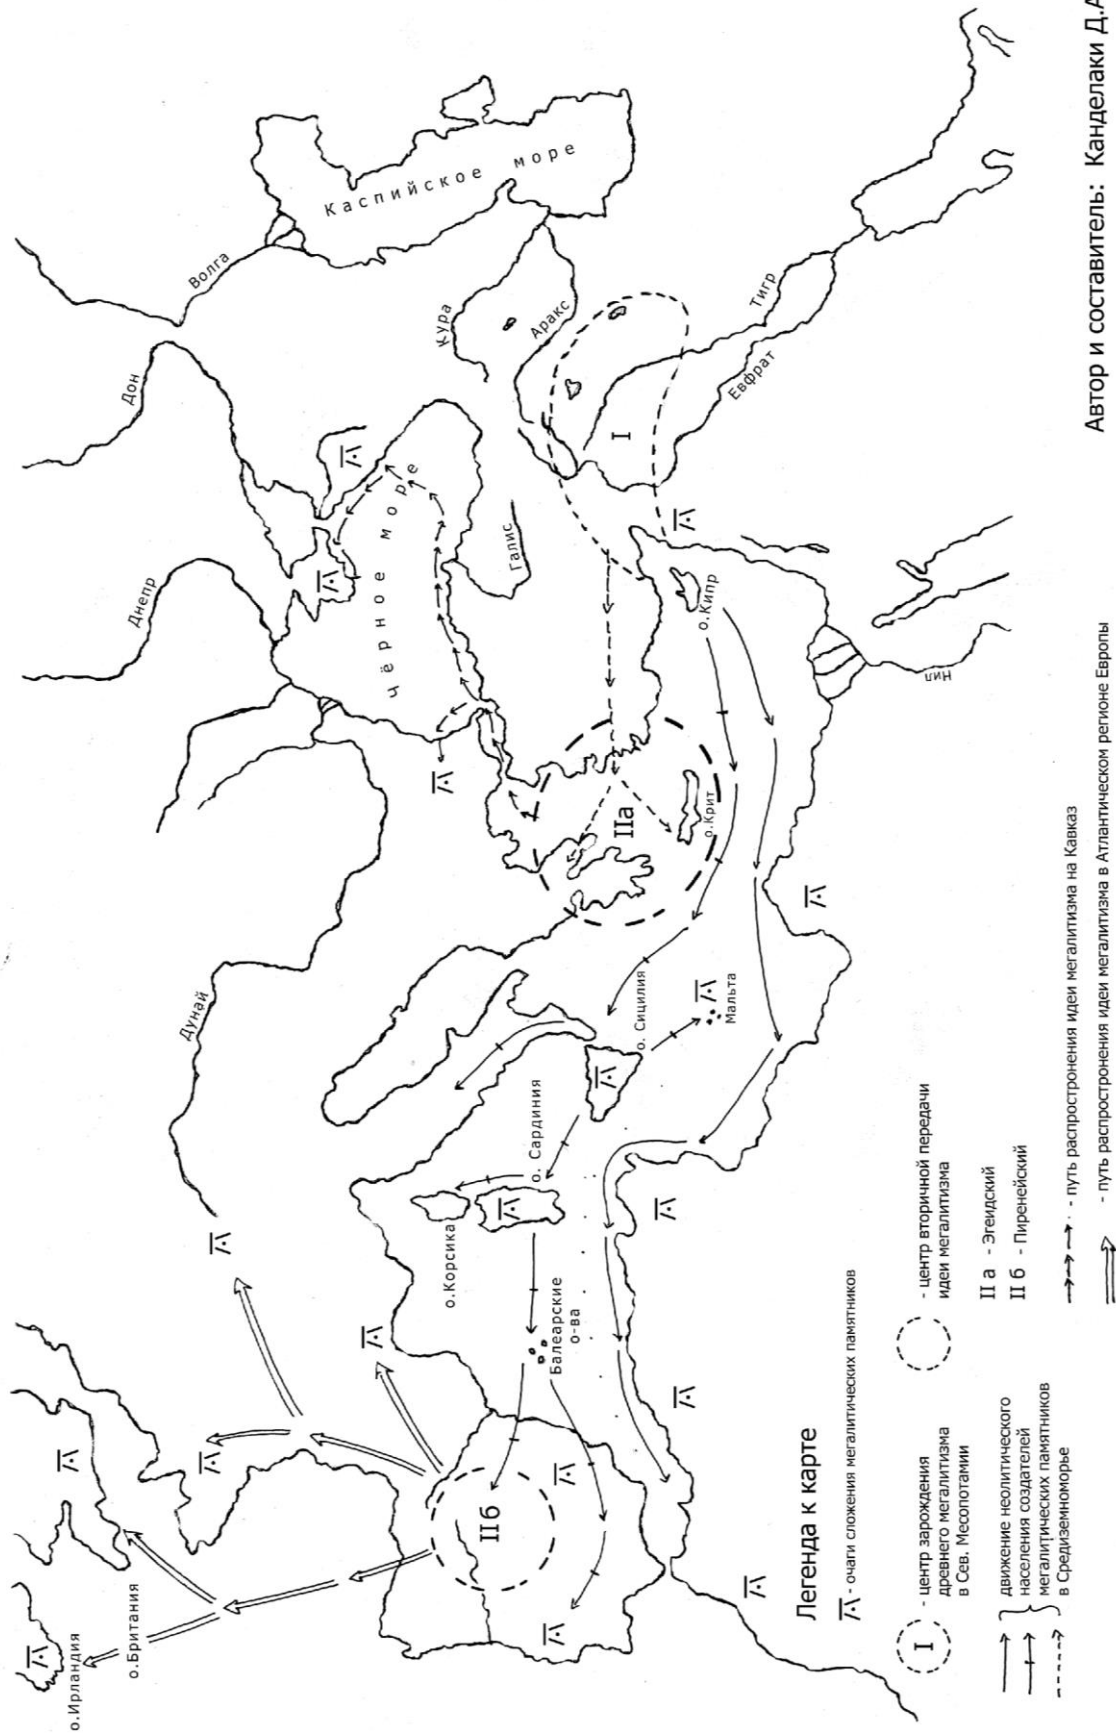 о.Ирландия
о.Британия
Дунай
Днепр
Дон
Волга
Каспийское море
Кура
Аракс
Чёрное море
Галис
Тигр
Евфрат
I
о.Кипр
Нил
IIа
о.Крит
о.Сицилия
Мальта
о. Сардиния
о.Корсика
Балеарские
о-ва
IIб
Легенда к карте
- очаги сложения мегалитических памятников
I
- центр зарождения
древнего мегалитизма
в Сев. Месопотамии
движение неолитического
населения создателей
мегалитических памятников
в Средиземноморье
- центр вторичной передачи
идеи мегалитизма
II а - Эгеидский
II б - Пиренейский
- путь распростронения идеи мегалитизма на Кавказ
- путь распростронения идеи мегалитизма в Атлантическом регионе Европы
Автор и составитель: Канделаки Д.А